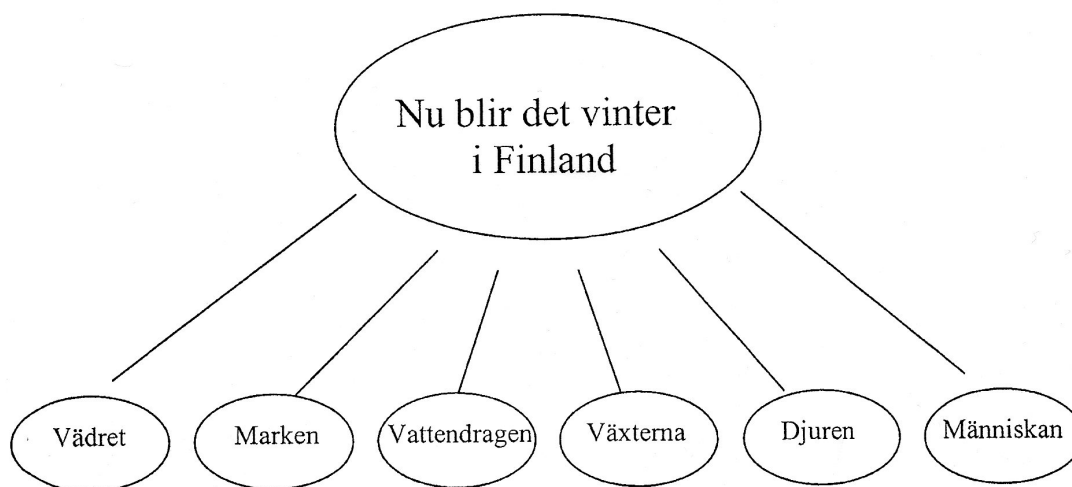 Nu blir det vinter
i Finland
Vädret
Marken
Vattendragen
Växterna
Djuren
Människan